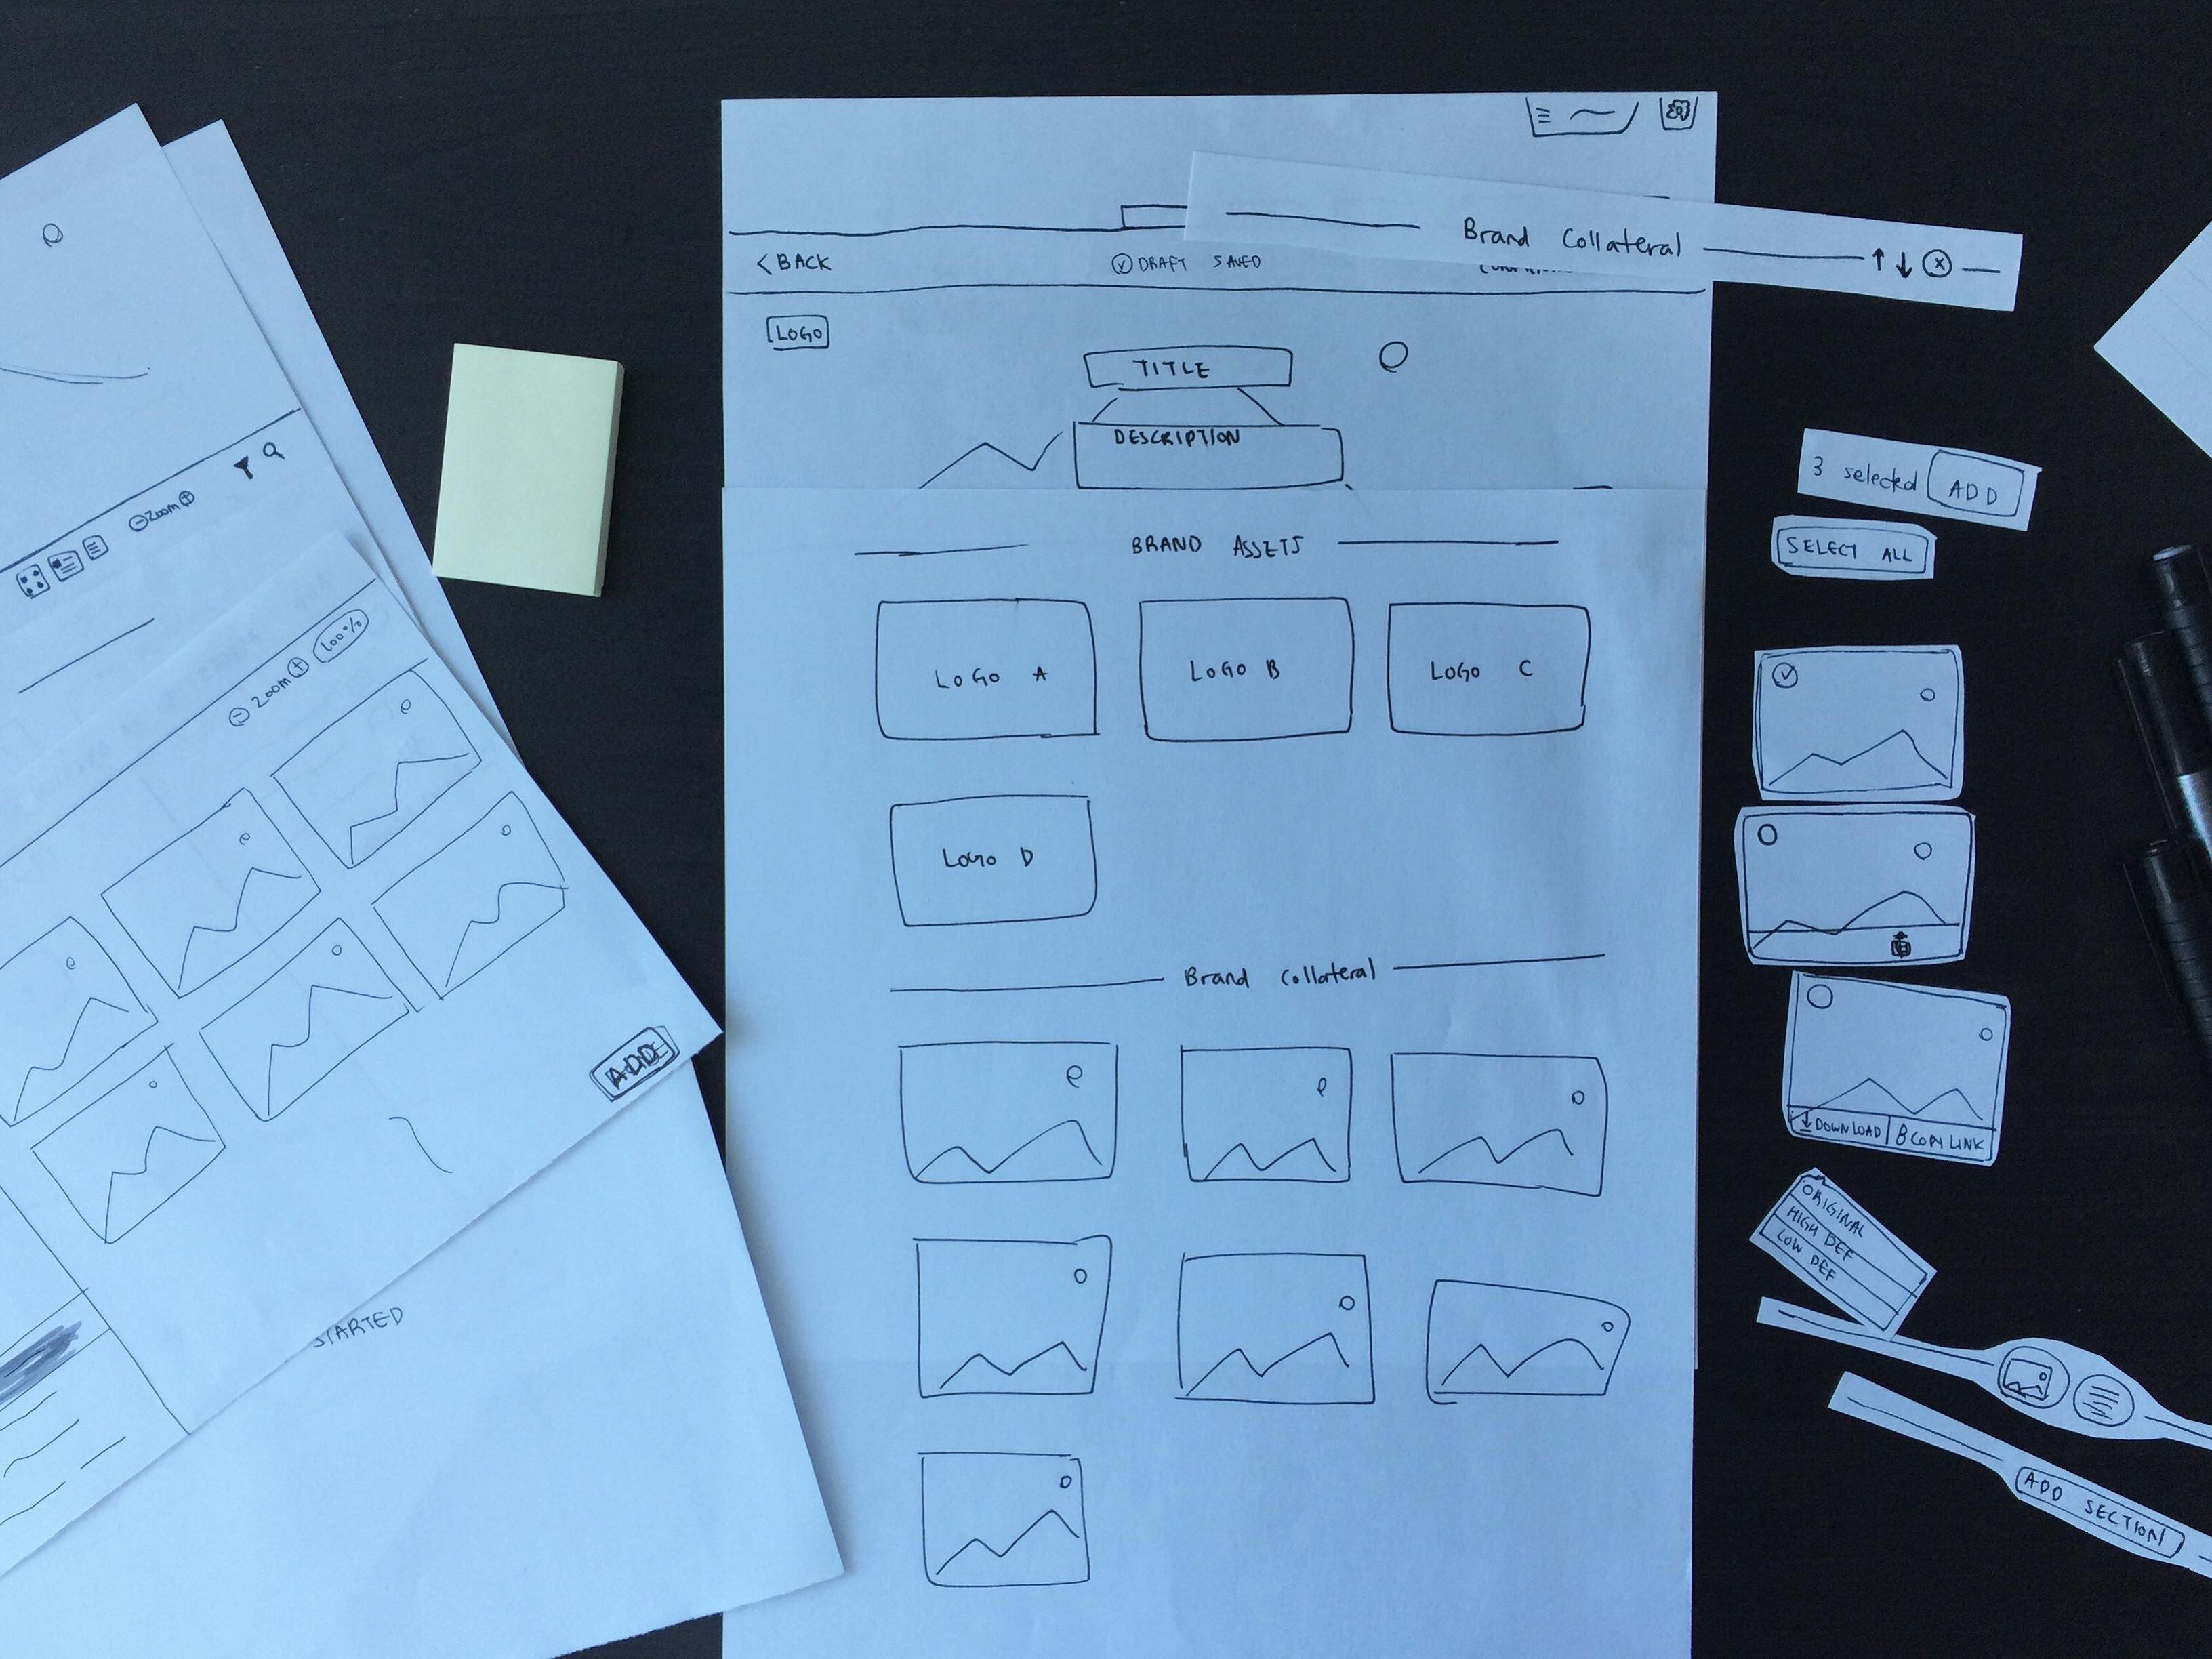 Brand Collateral
< BACK
DRAFT SAVED
LOGO
TITLE
DESCRIPTION
BRAND ASSETS
LOGO A
LOGO B
LOGO C
LOGO D
Brand Collateral
Zoom
Zoom
100%
ADD
STARTED
3 selected ADD
SELECT ALL
DOWNLOAD
COPY LINK
ORIGINAL
HIGH DEF
LOW DEF
ADD SECTION